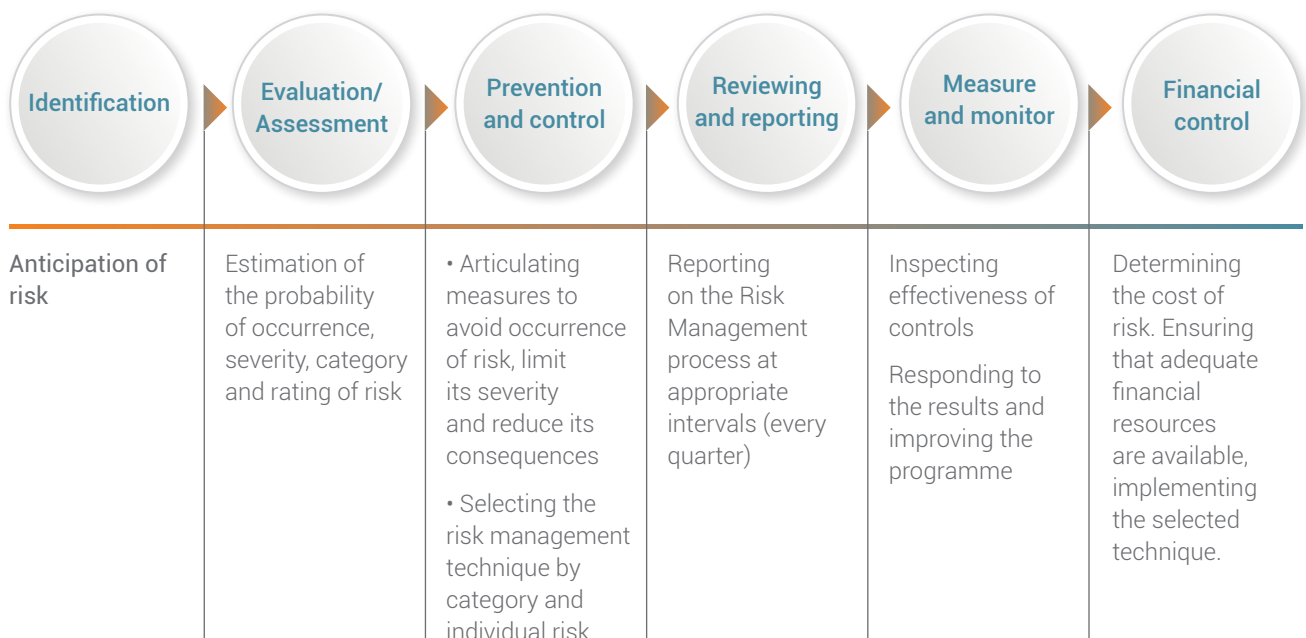 Identification
Evaluation/
Assessment
Prevention
and control
Reviewing
and reporting
Measure
and monitor
Financial
control
Anticipation of
risk
Estimation of
the probability
of occurrence,
severity, category
and rating of risk
• Articulating
measures to
avoid occurrence
of risk, limit
its severity
and reduce its
consequences
• Selecting the
risk management
technique by
category and
individual risk
Reporting
on the Risk
Management
process at
appropriate
intervals (every
quarter)
Inspecting
effectiveness of
controls
Responding to
the results and
improving the
programme
Determining
the cost of
risk. Ensuring
that adequate
financial
resources
are available,
implementing
the selected
technique.